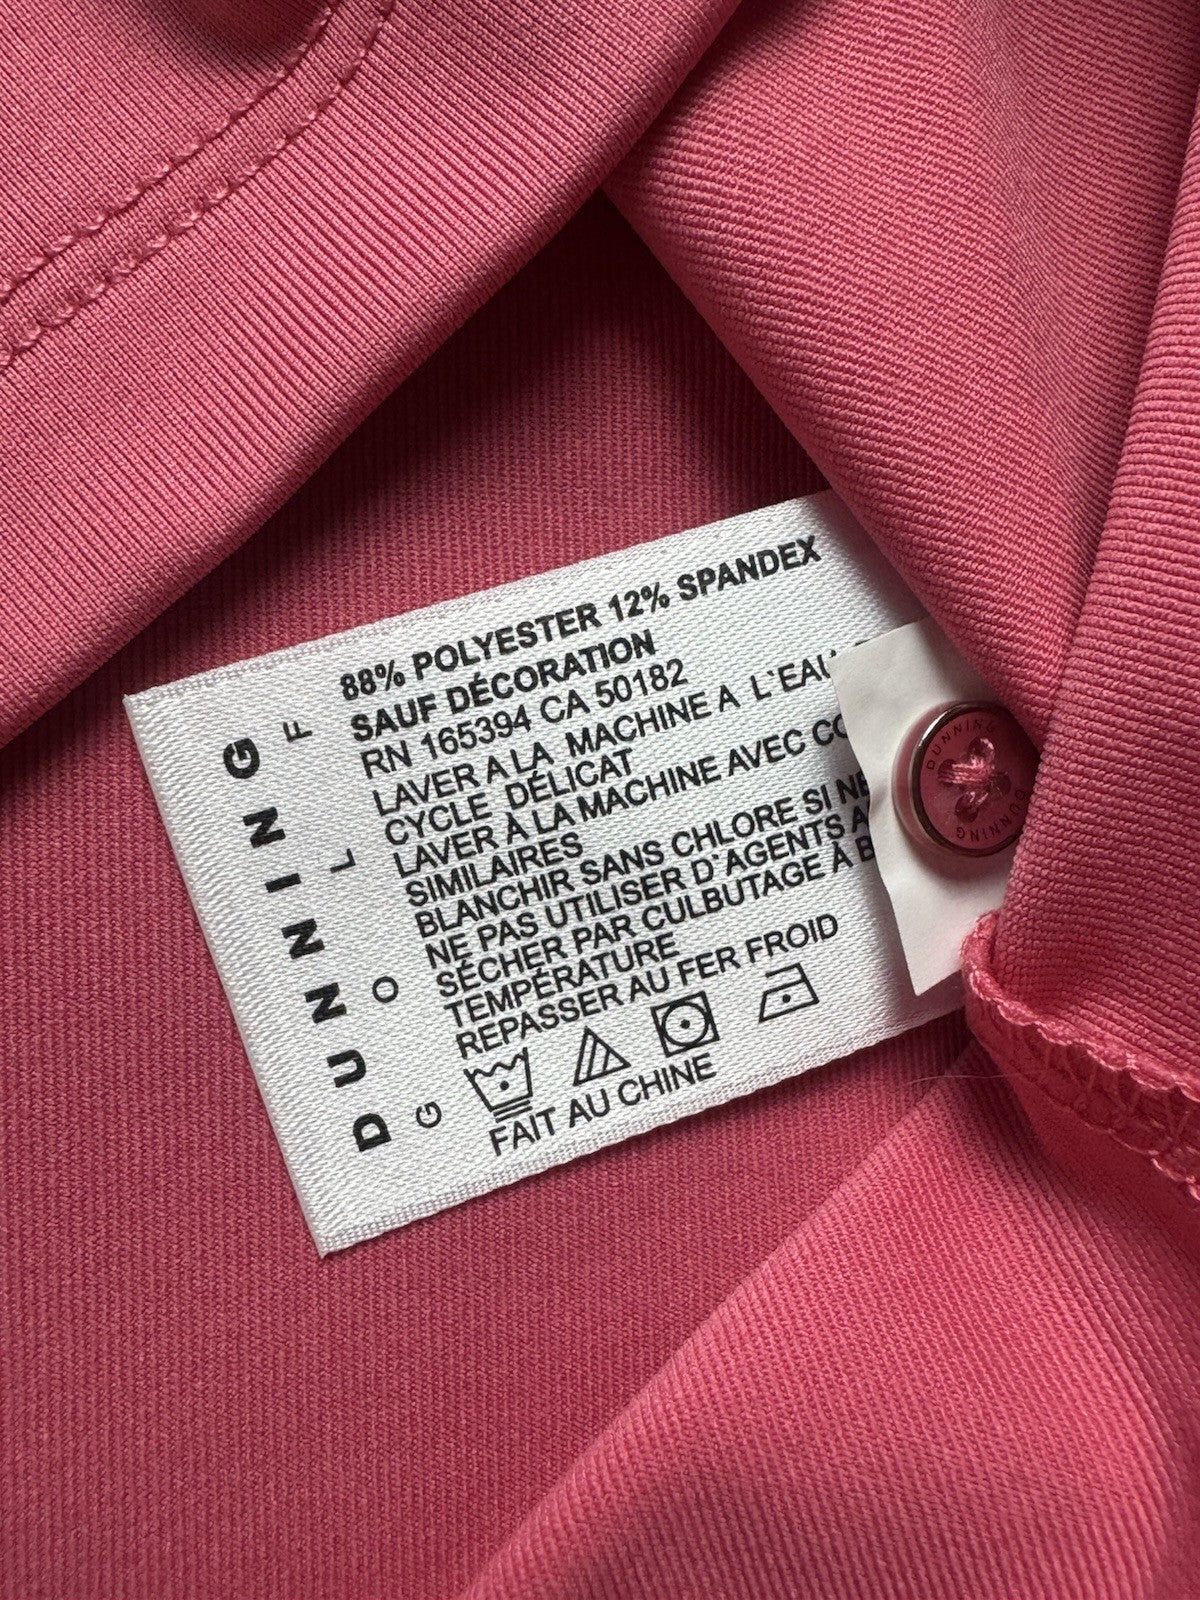 DUNNING
GOLF
88% POLYESTER 12% SPANDEX
SAUF DÉCORATION
RN 165394 CA 50182
LAVER A LA MACHINE A L`EAU
CYCLE DÉLICAT
LAVER À LA MACHINE AVEC
SIMILAIRES
BLANCHIR SANS CHLORE SI
NE PAS UTILISER D`AGENTS
SÉCHER PAR CULBUTAGE À
TEMPÉRATURE
REPASSER AU FER FROID
FAIT AU CHINE
DUNNING
DUNNING